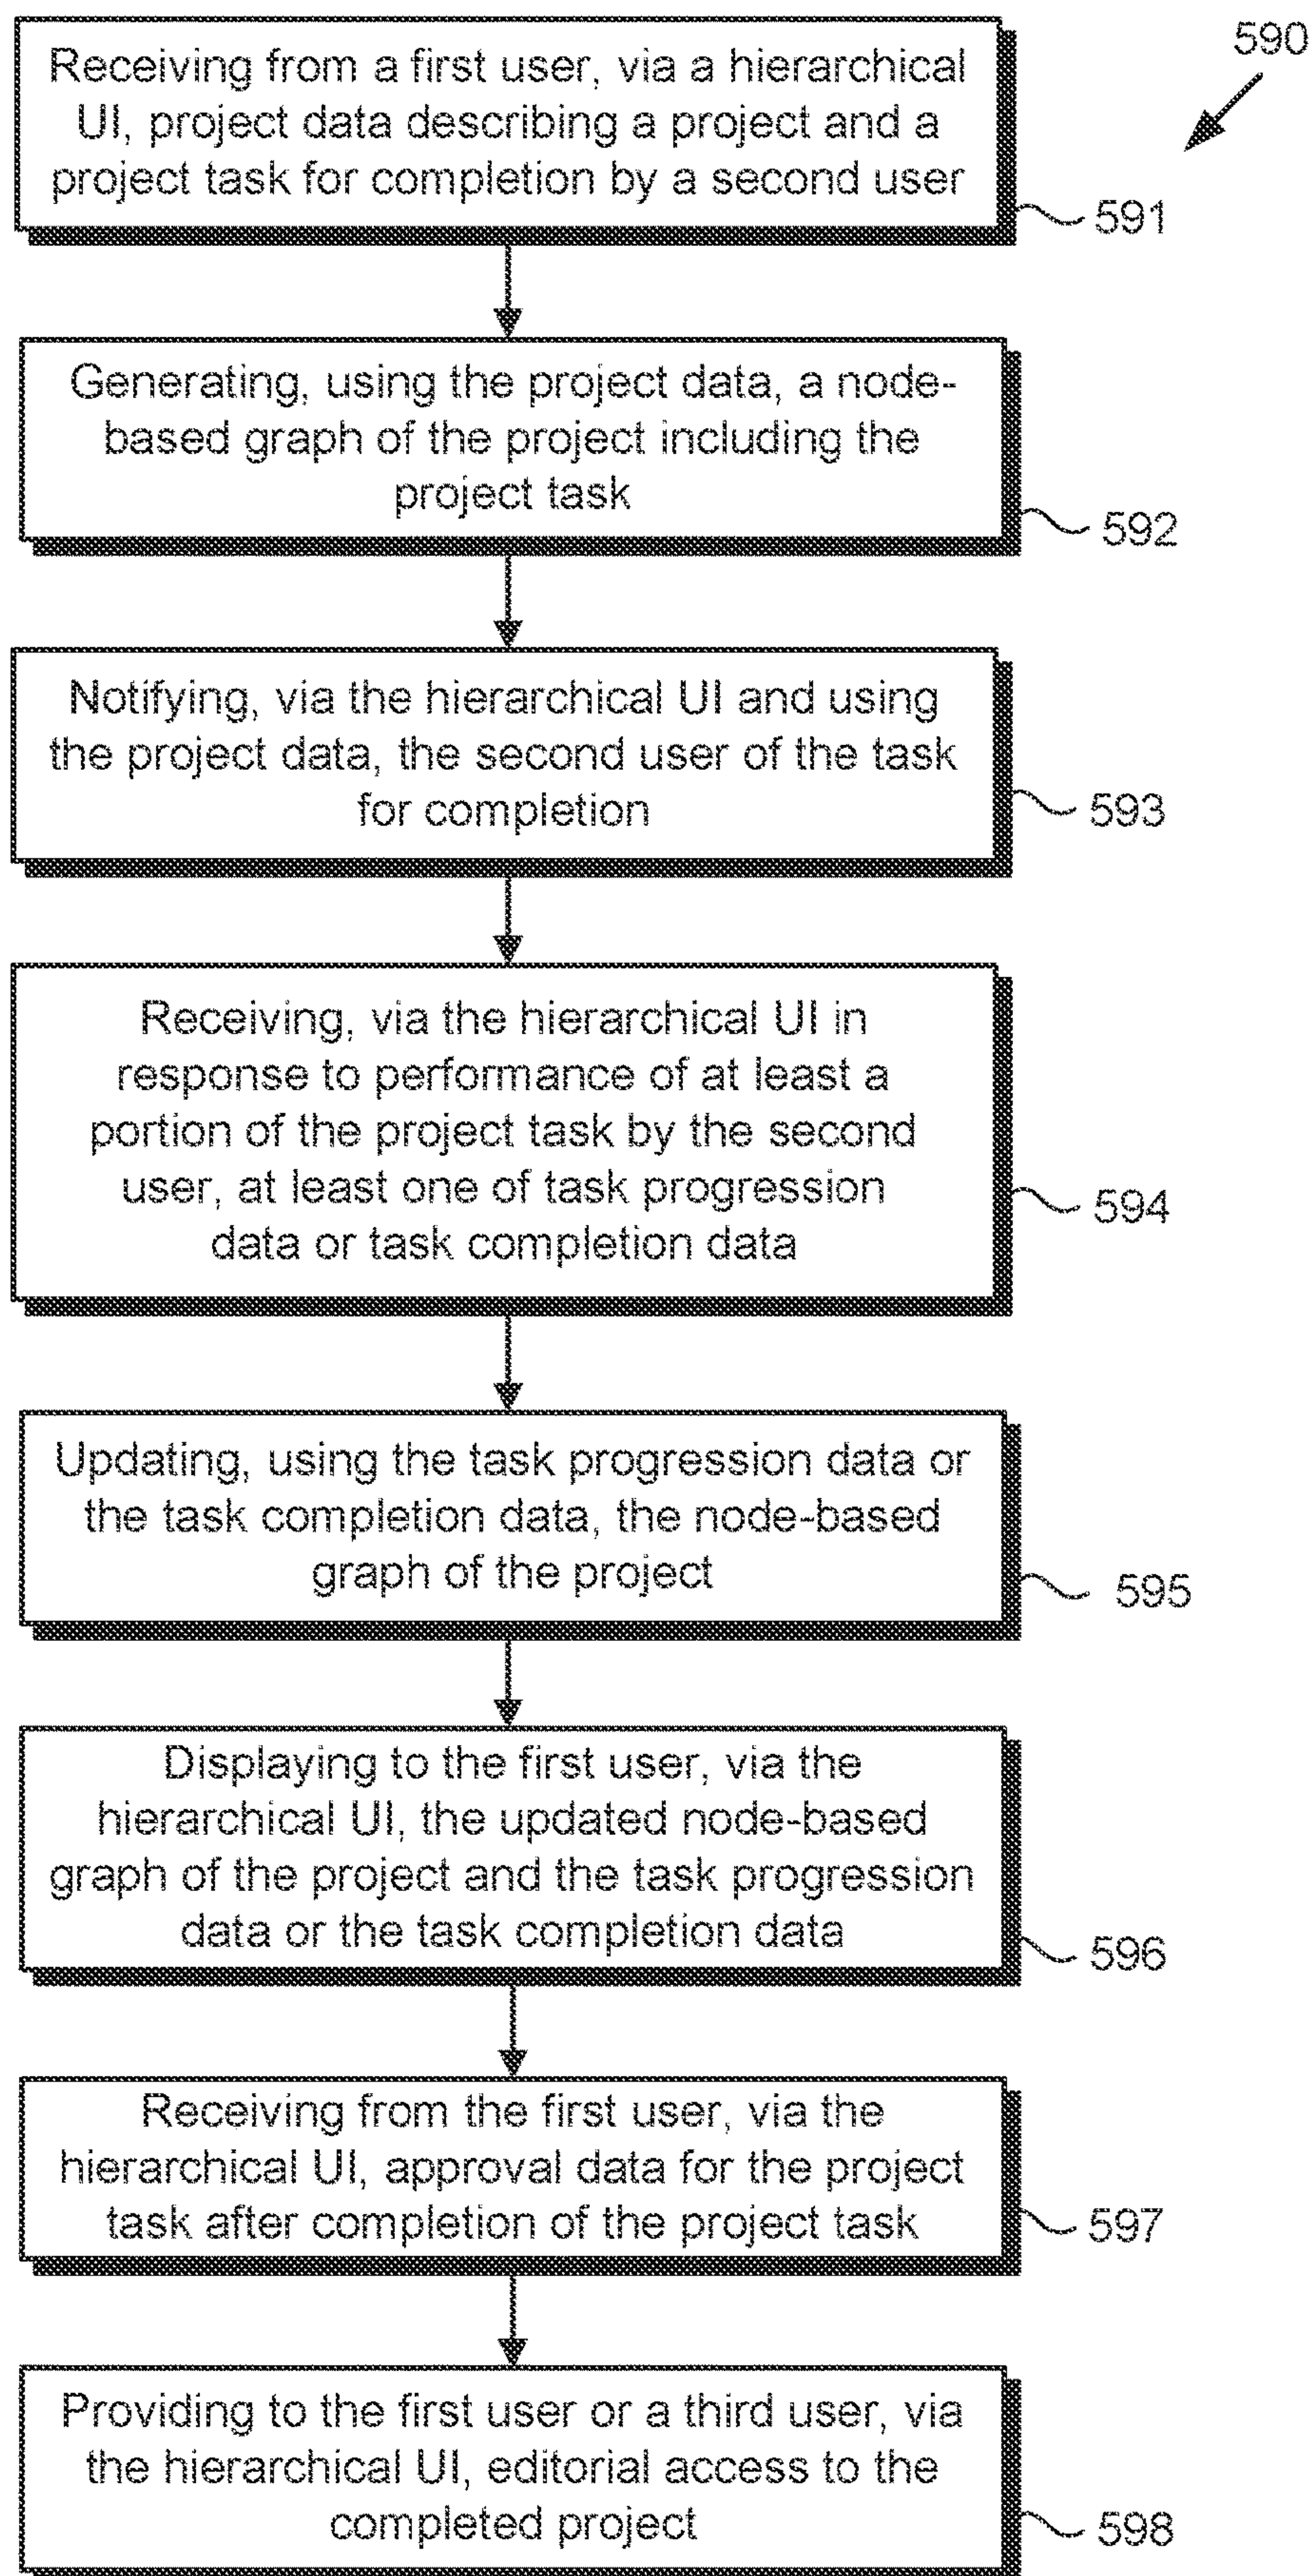 590
Receiving from a first user, via a hierarchical
UI, project data describing a project and a
project task for completion by a second user
591
Generating, using the project data, a node-
based graph of the project including the
project task
592
Notifying, via the hierarchical UI and using
the project data, the second user of the task
for completion
593
Receiving, via the hierarchical UI in
response to performance of at least a
portion of the project task by the second
user, at least one of task progression
data or task completion data
594
Updating, using the task progression data or
the task completion data, the node-based
graph of the project
595
Displaying to the first user, via the
hierarchical UI, the updated node-based
graph of the project and the task progression
data or the task completion data
596
Receiving from the first user, via the
hierarchical UI, approval data for the project
task after completion of the project task
597
Providing to the first user or a third user, via
the hierarchical UI, editorial access to the
completed project
598